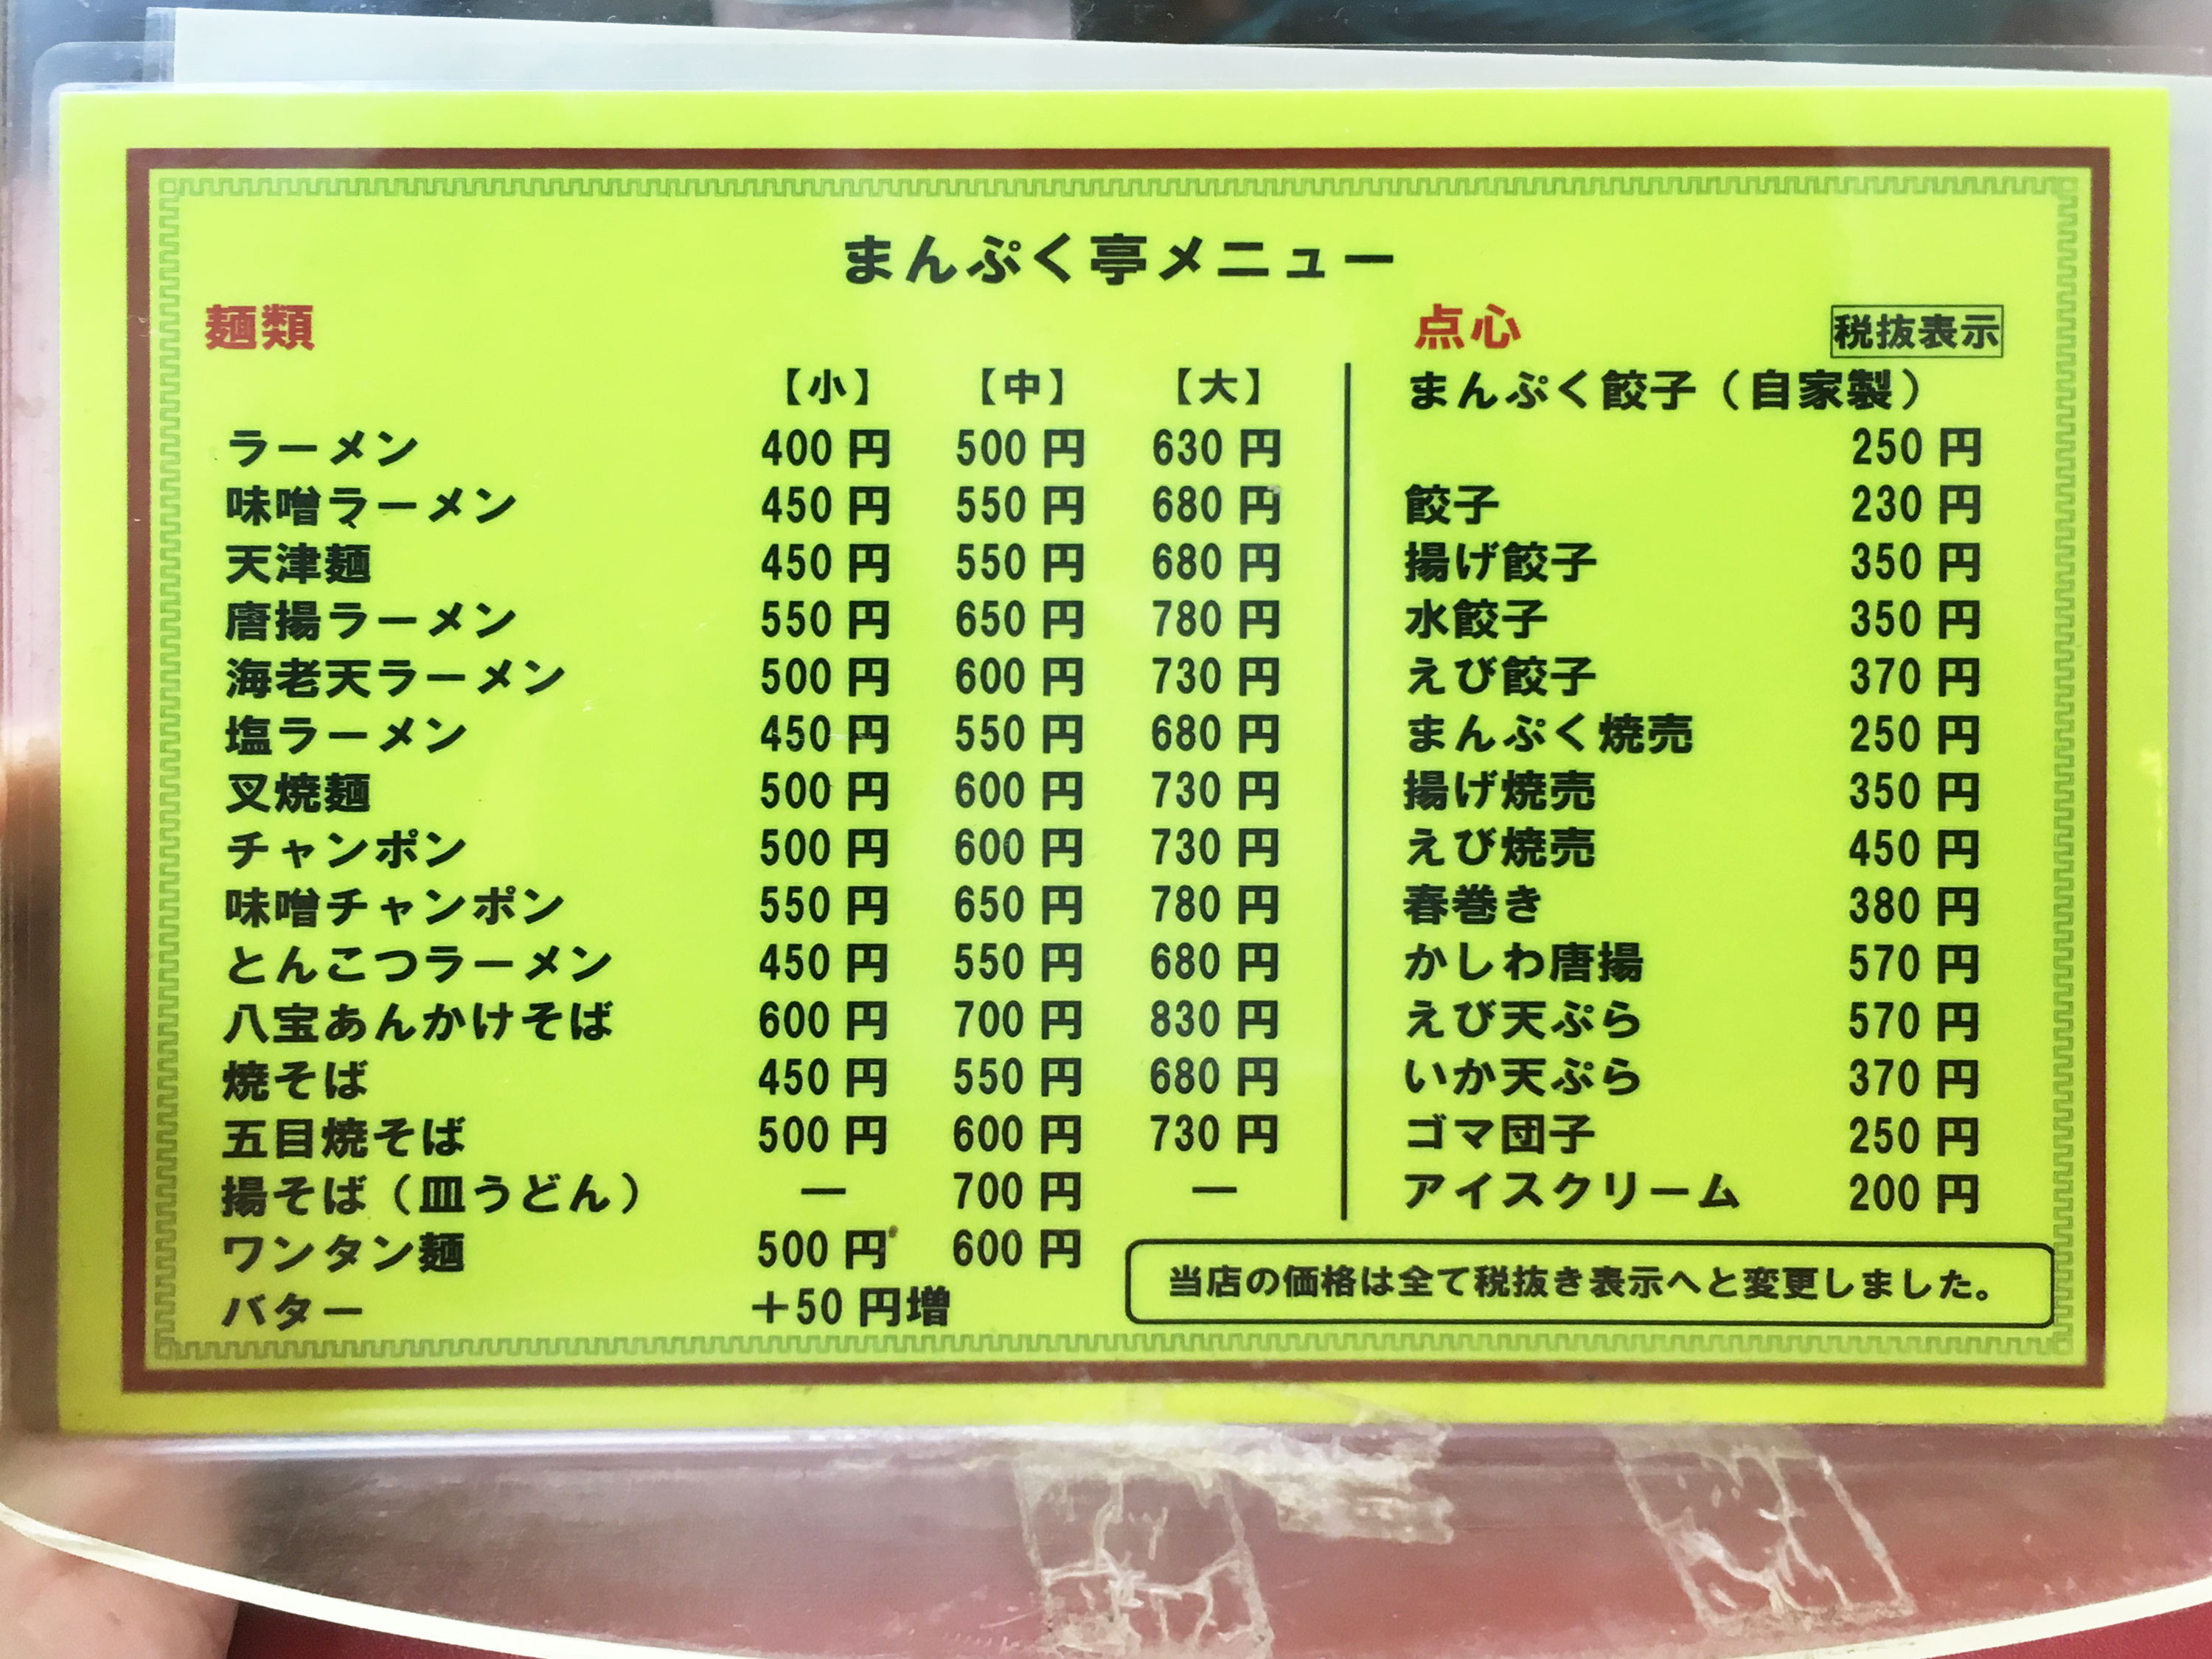 まんぷく亭メニュー
麺類
【小】 【中】 【大】
ラーメン 400円 500円 630円
味噌ラーメン 450円 550円 680円
天津麺 450円 550円 680円
唐揚ラーメン 550円 650円 780円
海老天ラーメン 500円 600円 730円
塩ラーメン 450円 550円 680円
叉焼麺 500円 600円 730円
チャンポン 500円 600円 730円
味噌チャンポン 550円 650円 780円
とんこつラーメン 450円 550円 680円
八宝あんかけそば 600円 700円 830円
焼そば 450円 550円 680円
五目焼そば 500円 600円 730円
揚そば（皿うどん） ― 700円 ―
ワンタン麺 500円 600円
バター ＋50円増
点心 税抜表示
まんぷく餃子（自家製）
250円
餃子 230円
揚げ餃子 350円
水餃子 350円
えび餃子 370円
まんぷく焼売 250円
揚げ焼売 350円
えび焼売 450円
春巻き 380円
かしわ唐揚 570円
えび天ぷら 570円
いか天ぷら 370円
ゴマ団子 250円
アイスクリーム 200円
当店の価格は全て税抜き表示へと変更しました。